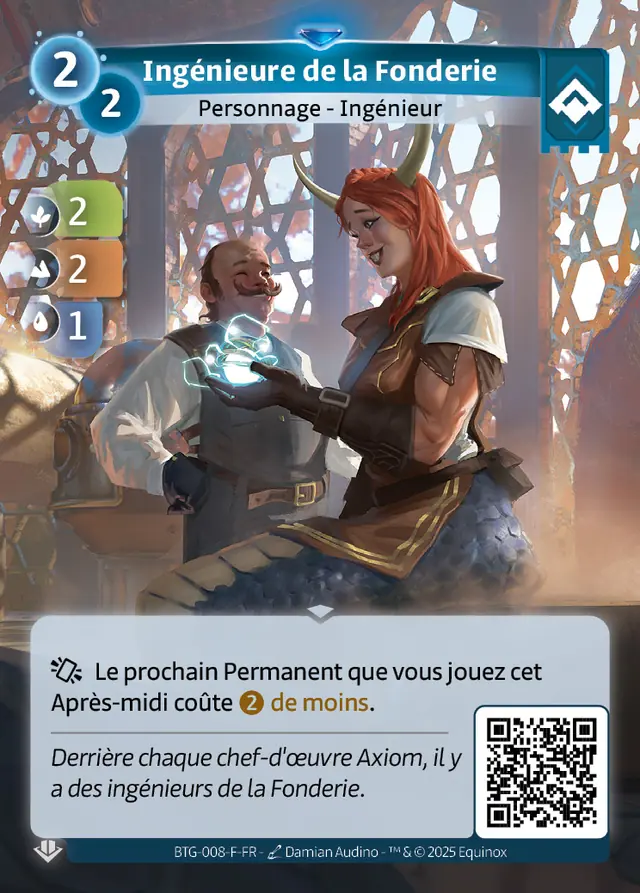 2
2
Ingénieure de la Fonderie
Personnage - Ingénieur
2
2
1
Le prochain Permanent que vous jouez cet
Après-midi coûte 2 de moins.
Derrière chaque chef-d'œuvre Axiom, il y
a des ingénieurs de la Fonderie.
BTG-008-F-FR - Damian Audino - ™ & © 2025 Equinox